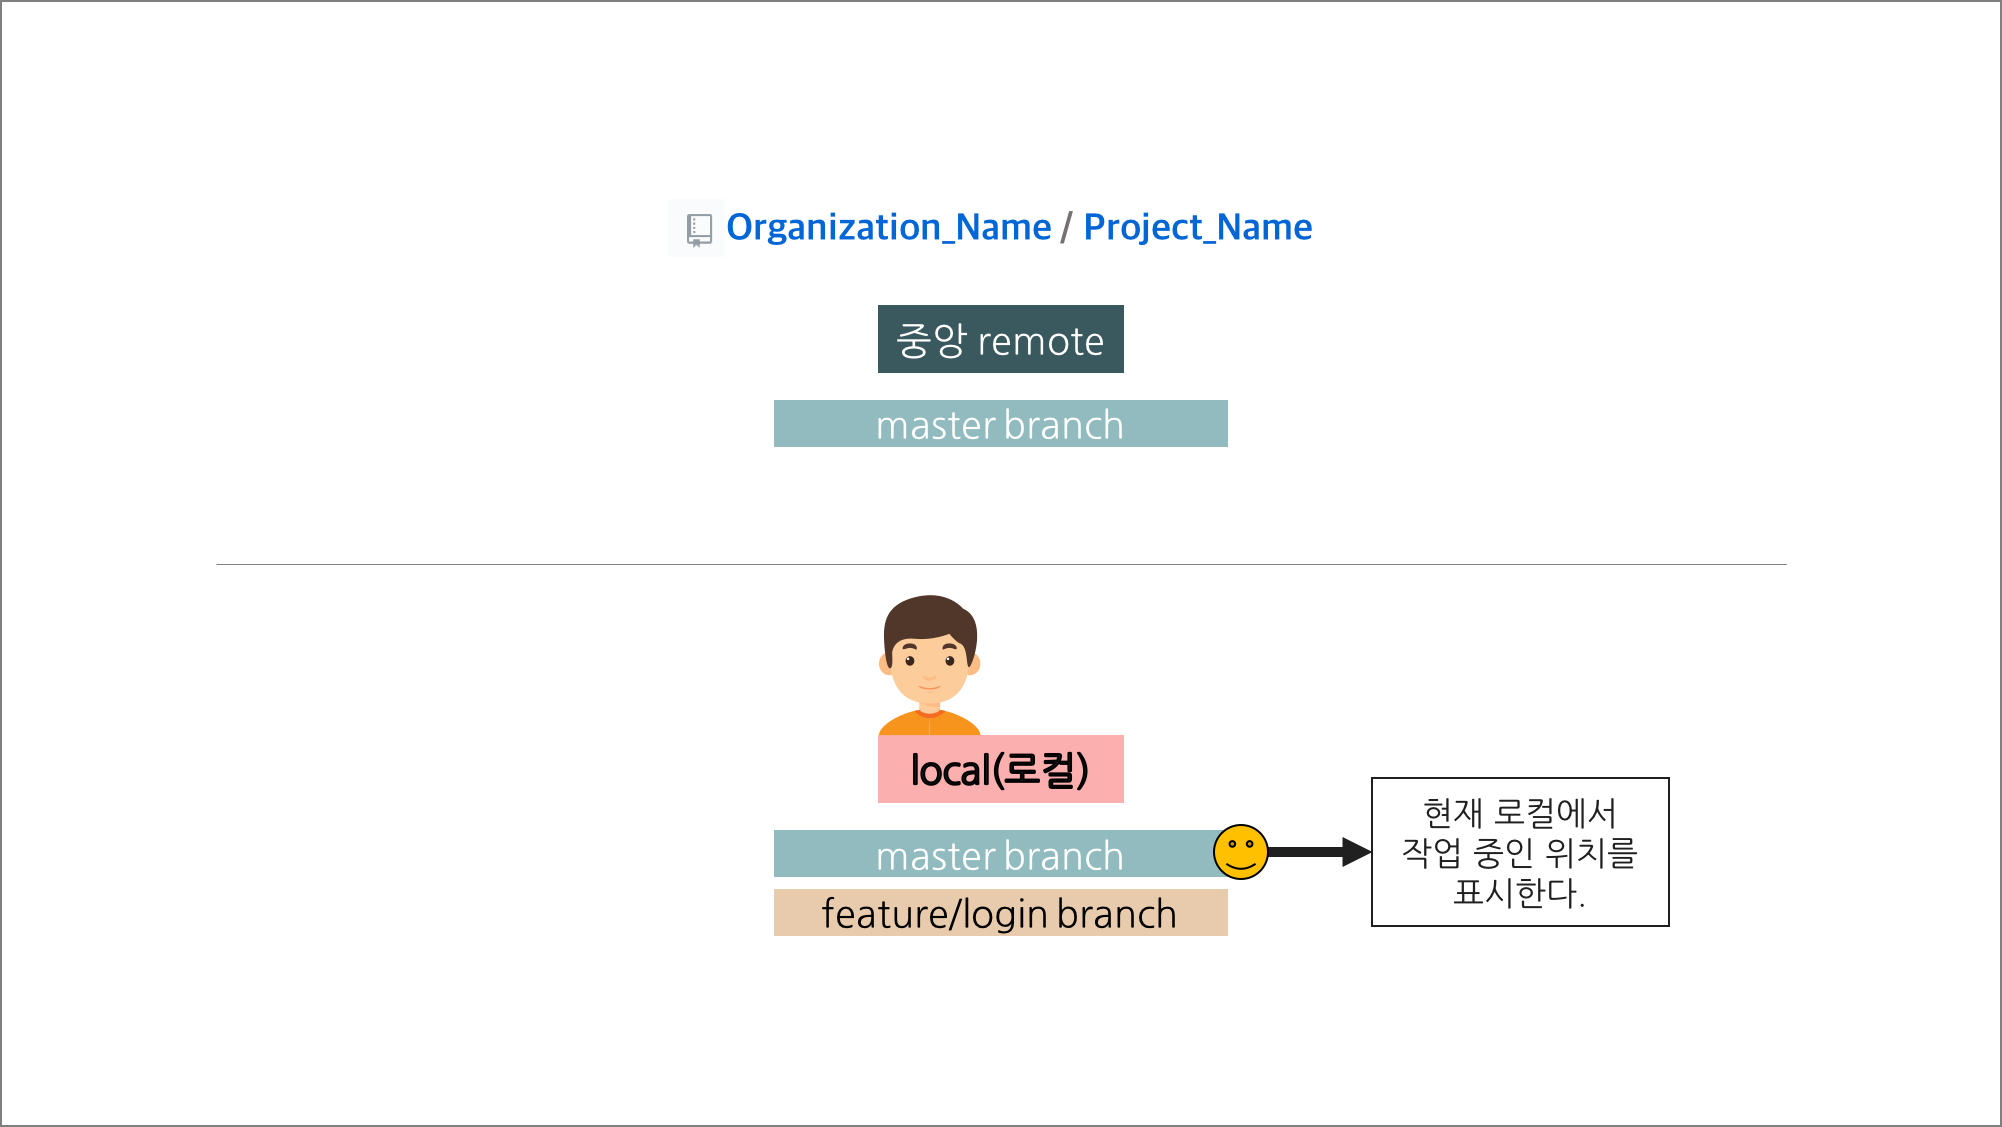 Organization_Name / Project_Name
중앙 remote
master branch
local(로컬)
master branch
feature/login branch
현재 로컬에서
작업 중인 위치를
표시한다.